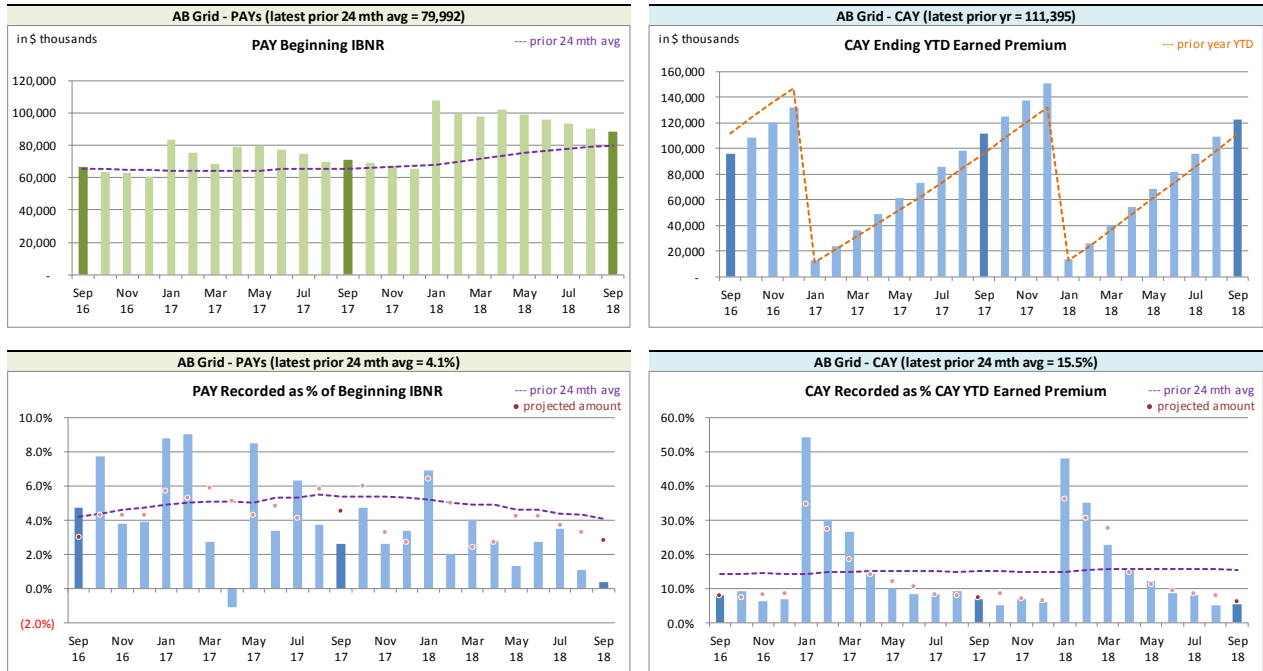 AB Grid - PAYs (latest prior 24 mth avg = 79,992)
in $ thousands
PAY Beginning IBNR
--- prior 24 mth avg
120,000
100,000
80,000
60,000
40,000
20,000
-
Sep Nov Jan Mar May Jul Sep Nov Jan Mar May Jul Sep
16 16 17 17 17 17 17 17 18 18 18 18 18
AB Grid - CAY (latest prior yr = 111,395)
in $ thousands
CAY Ending YTD Earned Premium
--- prior year YTD
160,000
140,000
120,000
100,000
80,000
60,000
40,000
20,000
-
Sep Nov Jan Mar May Jul Sep Nov Jan Mar May Jul Sep
16 16 17 17 17 17 17 17 18 18 18 18 18
AB Grid - PAYs (latest prior 24 mth avg = 4.1%)
PAY Recorded as % of Beginning IBNR
--- prior 24 mth avg
• projected amount
10.0%
8.0%
6.0%
4.0%
2.0%
0.0%
(2.0%)
Sep Nov Jan Mar May Jul Sep Nov Jan Mar May Jul Sep
16 16 17 17 17 17 17 17 18 18 18 18 18
AB Grid - CAY (latest prior 24 mth avg = 15.5%)
CAY Recorded as % CAY YTD Earned Premium
--- prior 24 mth avg
• projected amount
60.0%
50.0%
40.0%
30.0%
20.0%
10.0%
0.0%
Sep Nov Jan Mar May Jul Sep Nov Jan Mar May Jul Sep
16 16 17 17 17 17 17 17 18 18 18 18 18